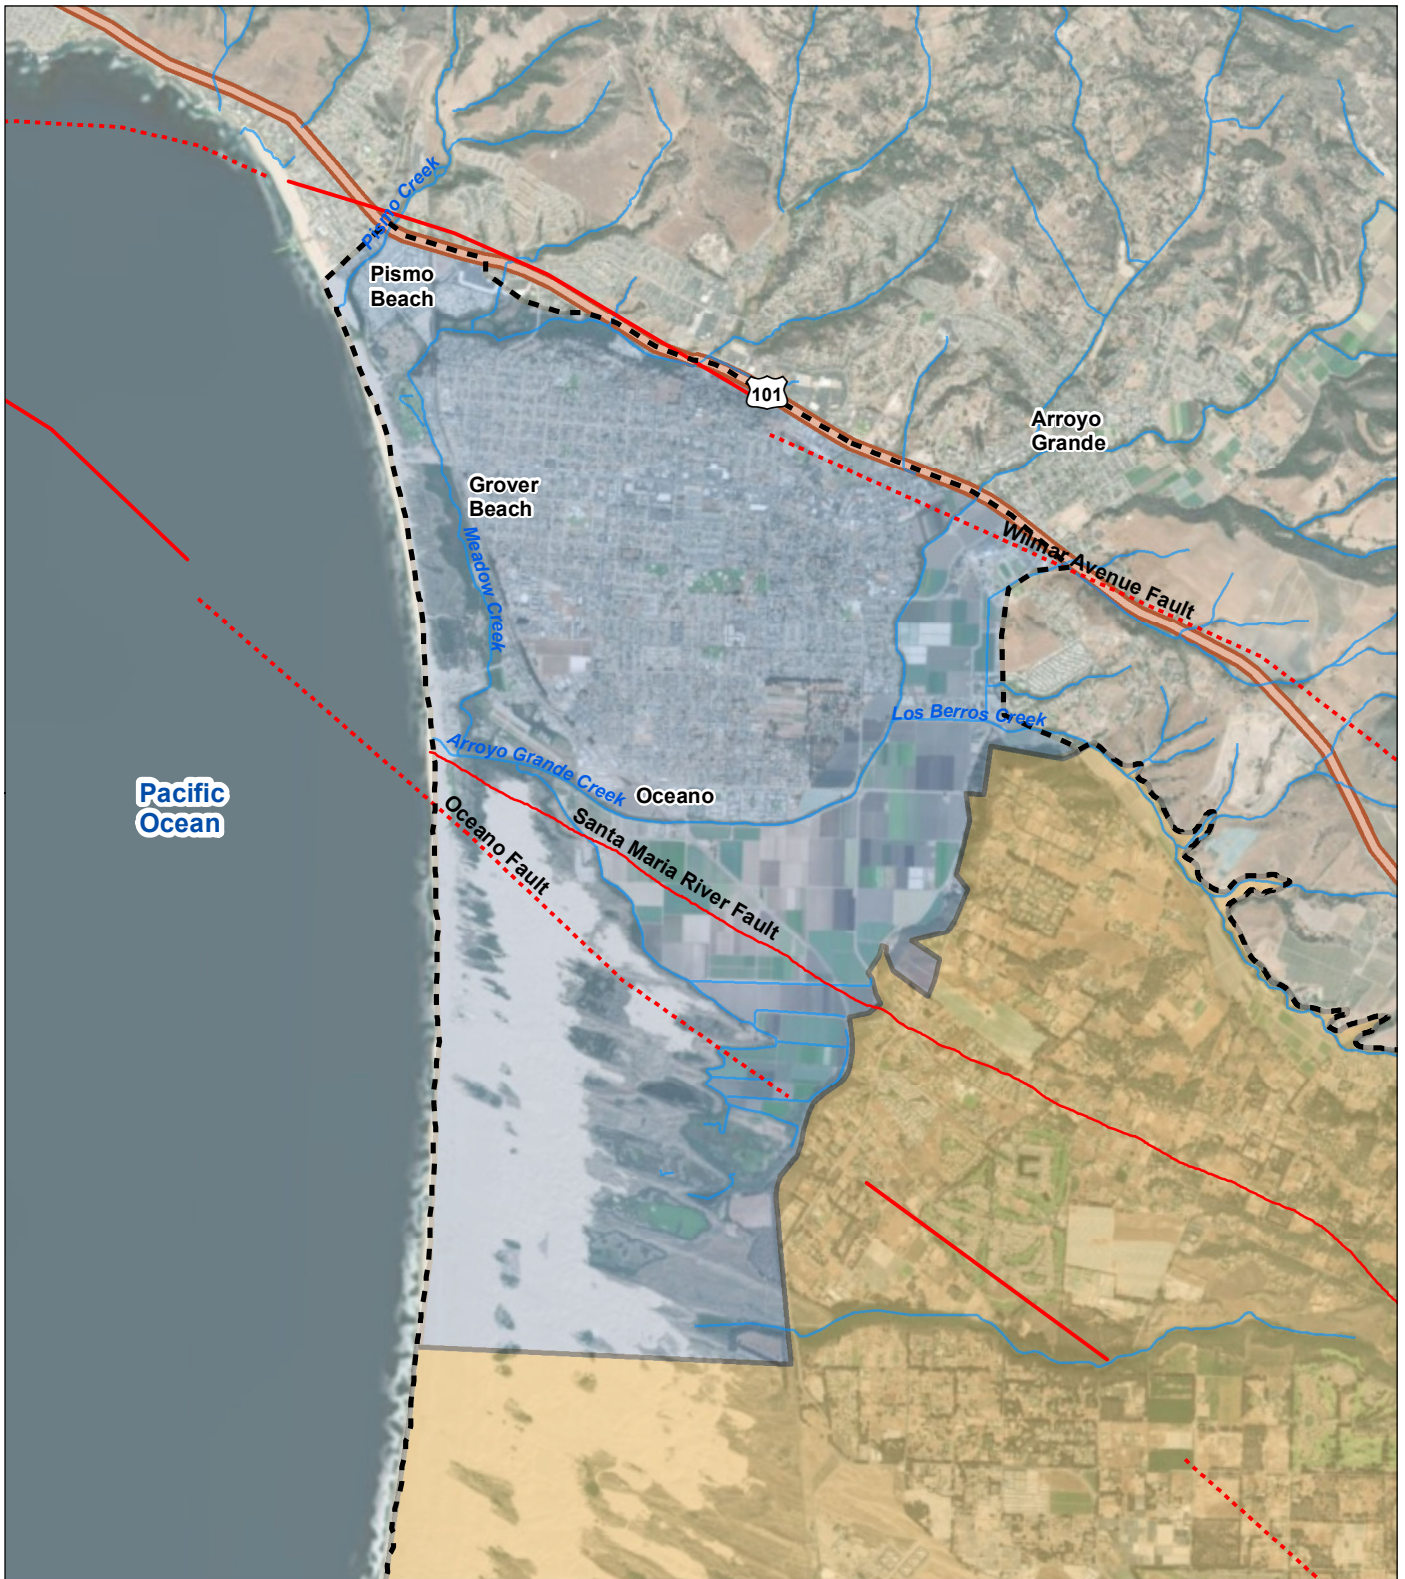 Pismo Creek
Pismo
Beach
101
Arroyo
Grande
Grover
Beach
Wilmar Avenue Fault
Meadow Creek
Los Berros Creek
Arroyo Grande Creek
Oceano
Pacific
Ocean
Oceano Fault
Santa Maria River Fault